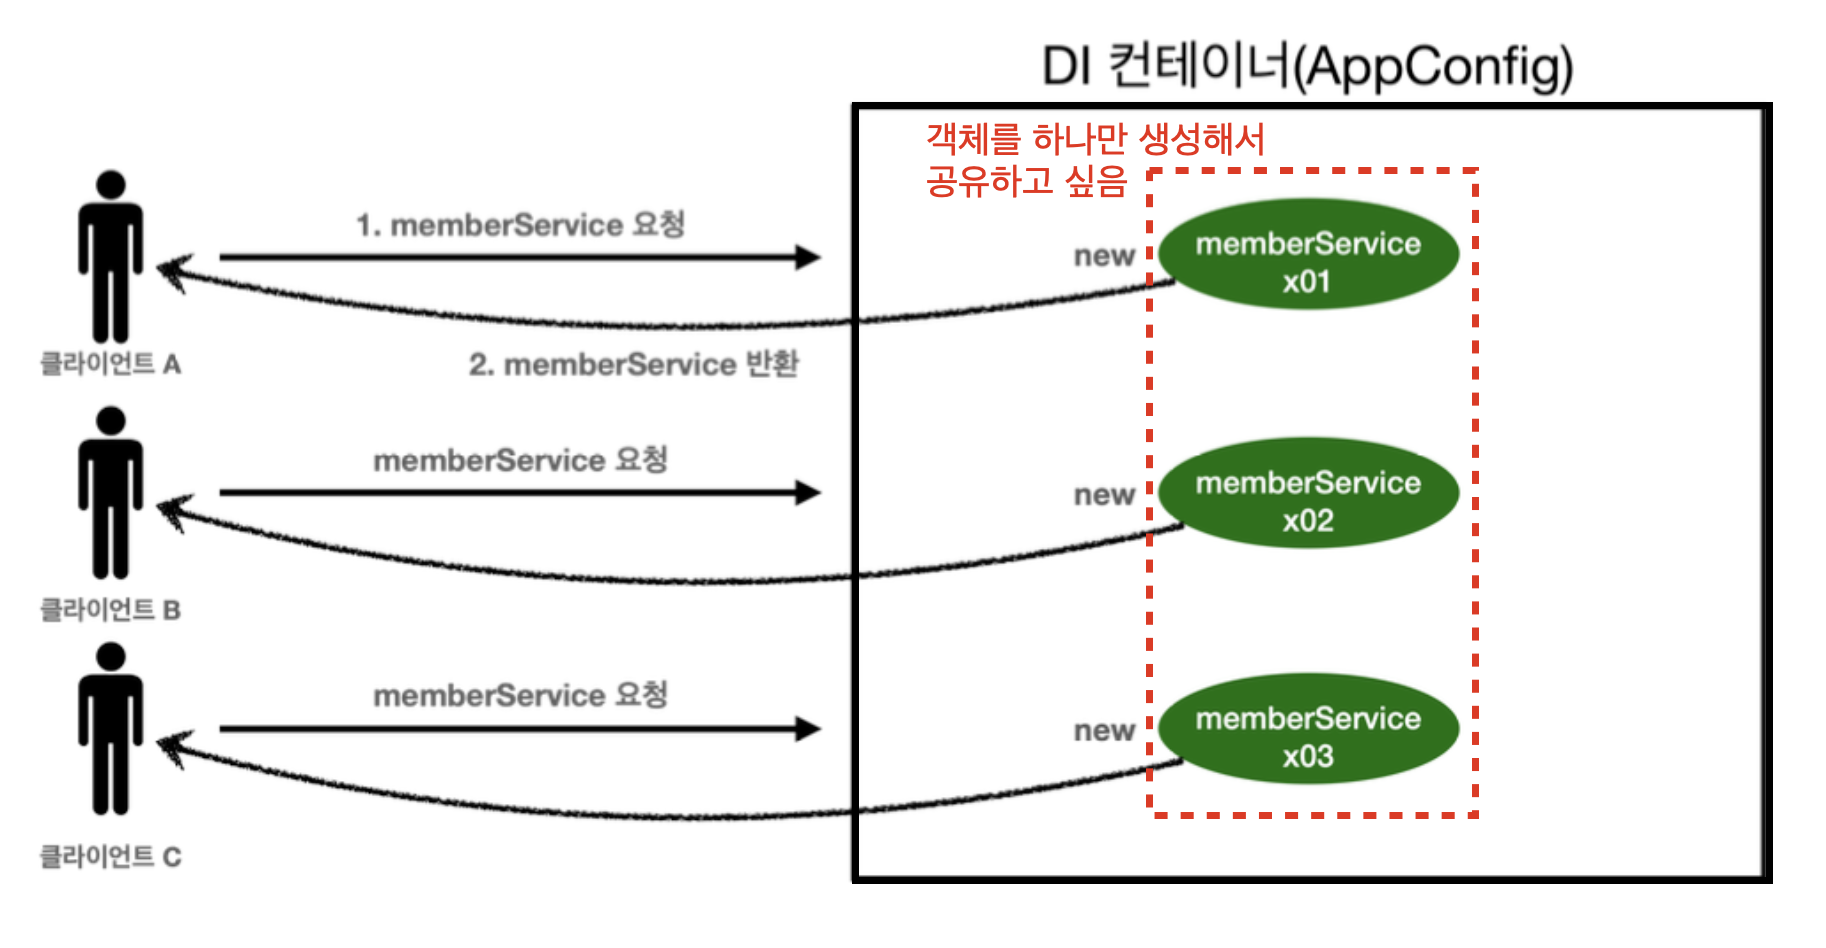 DI 컨테이너(AppConfig)
객체를 하나만 생성해서
공유하고 싶음
1. memberService 요청
new
memberService
x01
클라이언트 A
2. memberService 반환
memberService 요청
new
memberService
x02
클라이언트 B
memberService 요청
new
memberService
x03
클라이언트 C